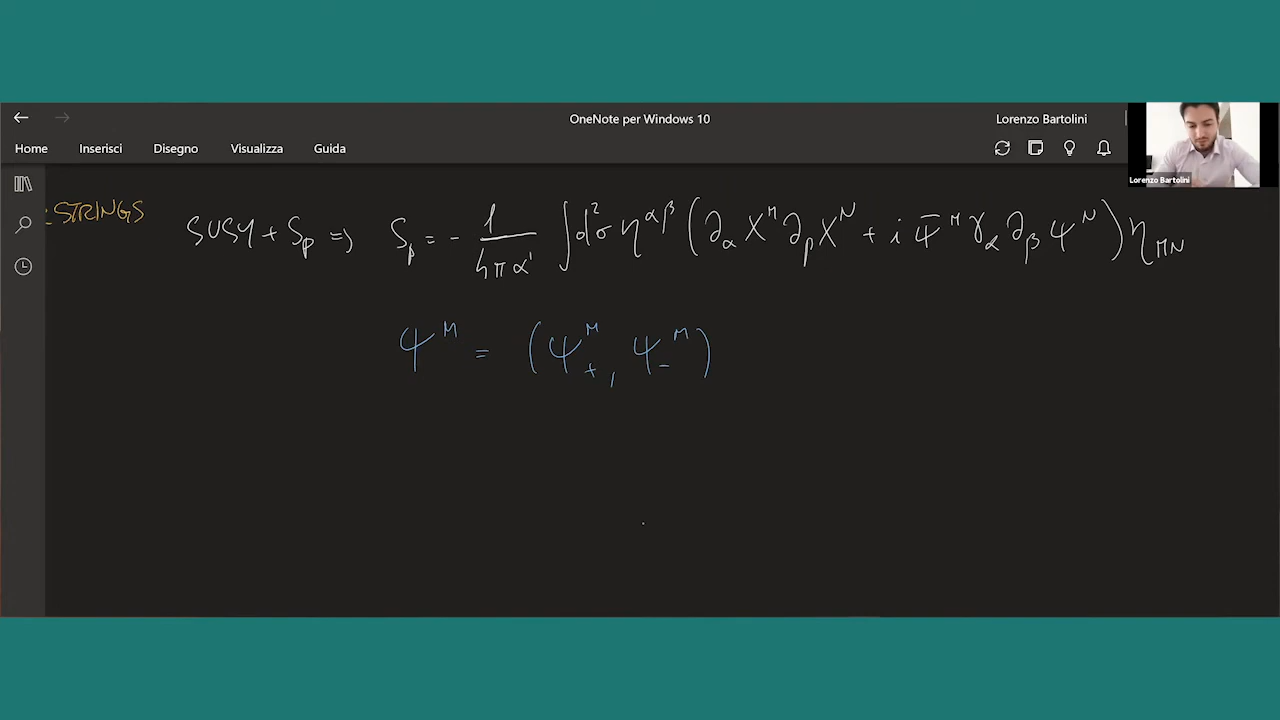 OneNote per Windows 10
Lorenzo Bartolini
Home Inserisci Disegno Visualizza Guida
Lorenzo Bartolini
STRINGS
SUSY + S_p ⇒ S_p = - 1/(4πα') ∫ d²σ η^{αβ} ( ∂_α X^M ∂_β X^N + i ψ̄^M γ_α ∂_β ψ^N ) η_{MN}
ψ^M = ( ψ_+^M , ψ_-^M )